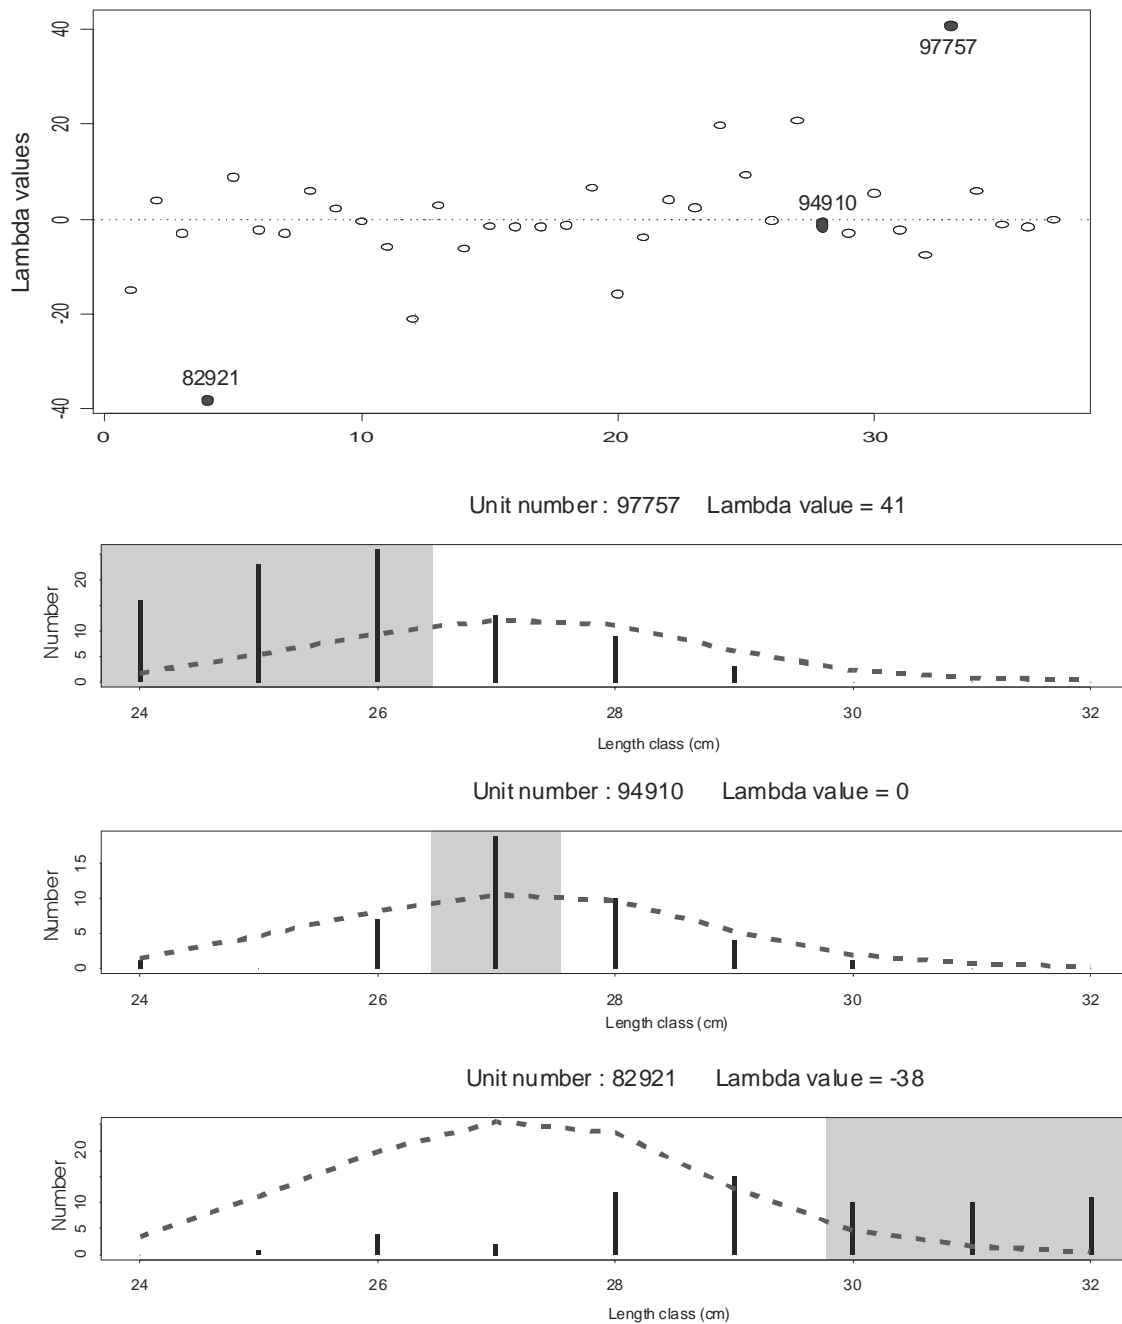 40
97757
20
Lambda values
94910
0
-20
82921
-40
0 10 20 30
Unit number : 97757 Lambda value = 41
20
Number
10
5
0
24 26 28 30 32
Length class (cm)
Unit number : 94910 Lambda value = 0
15
Number
10
5
0
24 26 28 30 32
Length class (cm)
Unit number : 82921 Lambda value = -38
20
Number
10
5
0
24 26 28 30 32
Length class (cm)